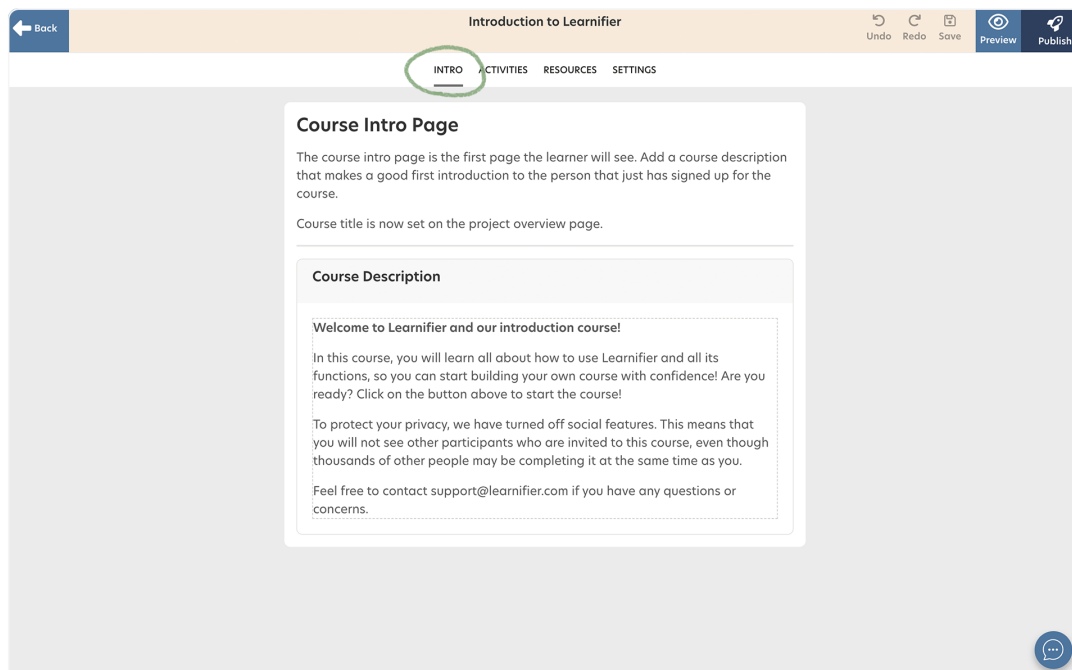 Back
Introduction to Learnifier
Undo
Redo
Save
Preview
Publish
INTRO
ACTIVITIES
RESOURCES
SETTINGS
Course Intro Page
The course intro page is the first page the learner will see. Add a course description
that makes a good first introduction to the person that just has signed up for the
course.
Course title is now set on the project overview page.
Course Description
Welcome to Learnifier and our introduction course!
In this course, you will learn all about how to use Learnifier and all its
functions, so you can start building your own course with confidence! Are you
ready? Click on the button above to start the course!
To protect your privacy, we have turned off social features. This means that
you will not see other participants who are invited to this course, even though
thousands of other people may be completing it at the same time as you.
Feel free to contact support@learnifier.com if you have any questions or
concerns.